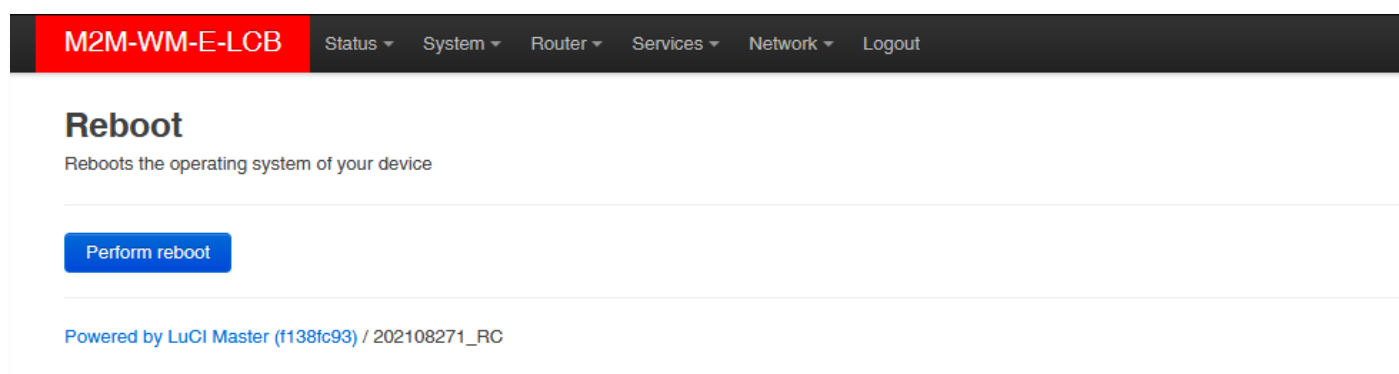 M2M-WM-E-LCB Status System Router Services Network Logout
Reboot
Reboots the operating system of your device
Perform reboot
Powered by LuCI Master (f138fc93) / 202108271_RC